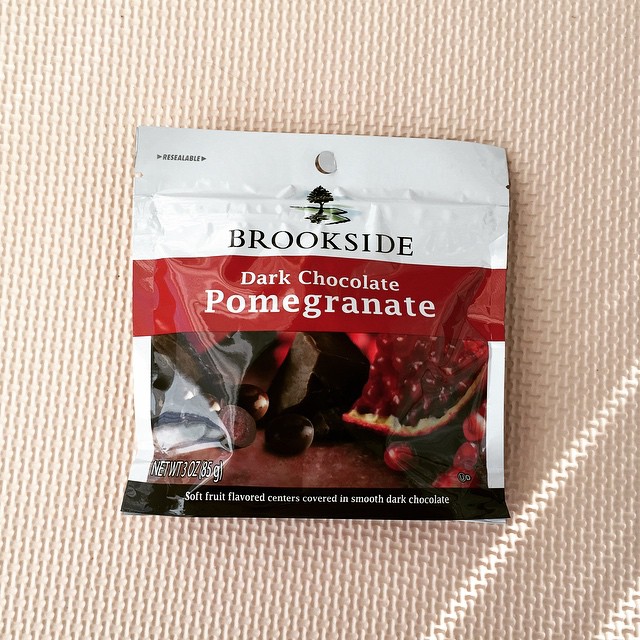 ▶RESEALABLE▶
BROOKSIDE
Dark Chocolate
Pomegranate
NET WT 3 OZ (85 g)
U D
Soft fruit flavored centers covered in smooth dark chocolate